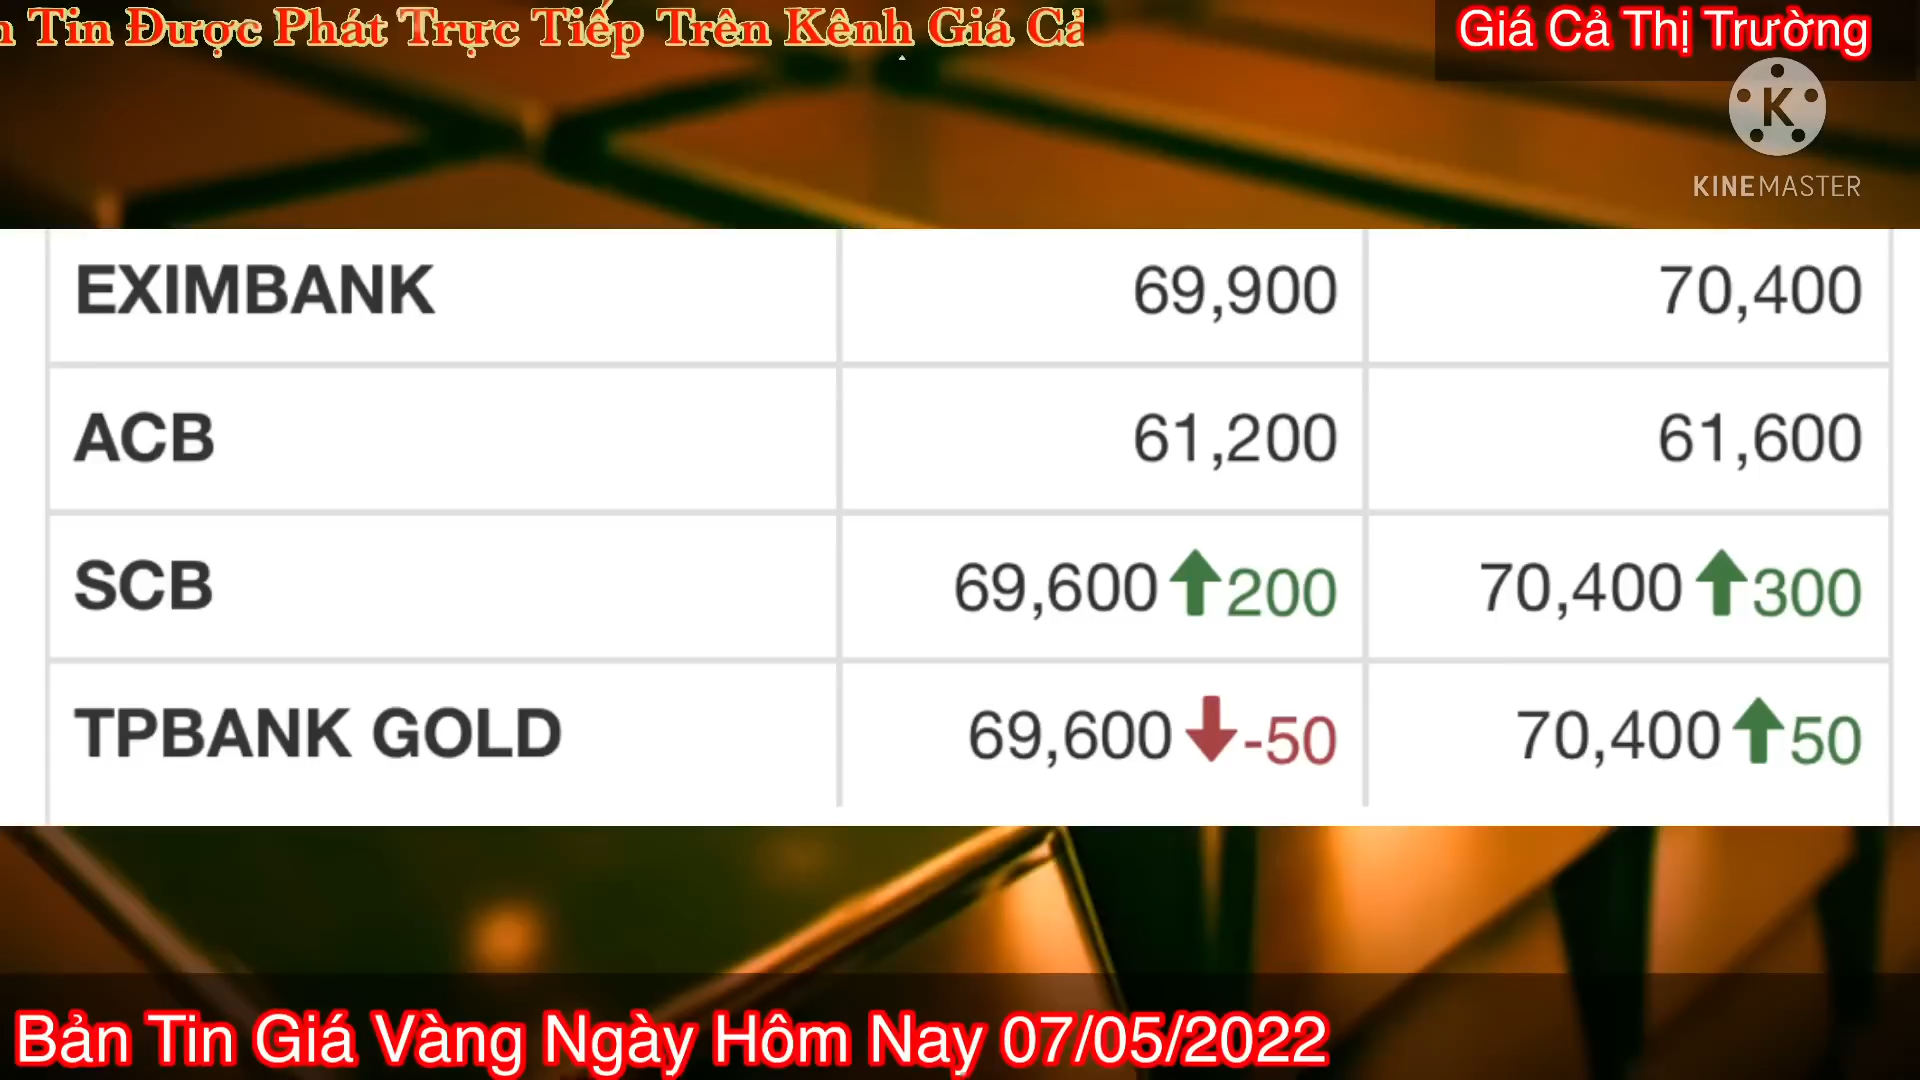 Tin Được Phát Trực Tiếp Trên Kênh Giá Cả
Giá Cả Thị Trường
K
KINEMASTER
EXIMBANK 69,900 70,400
ACB 61,200 61,600
SCB 69,600 200 70,400 300
TPBANK GOLD 69,600 -50 70,400 50
Bản Tin Giá Vàng Ngày Hôm Nay 07/05/2022